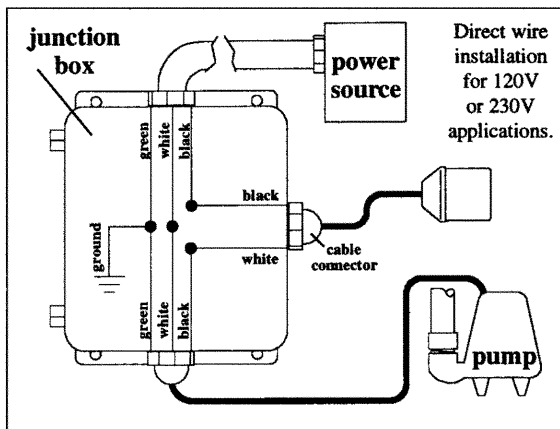 junction
box
power
source
Direct wire
installation
for 120V
or 230V
applications.
green
white
black
black
white
cable
connector
ground
green
white
black
pump